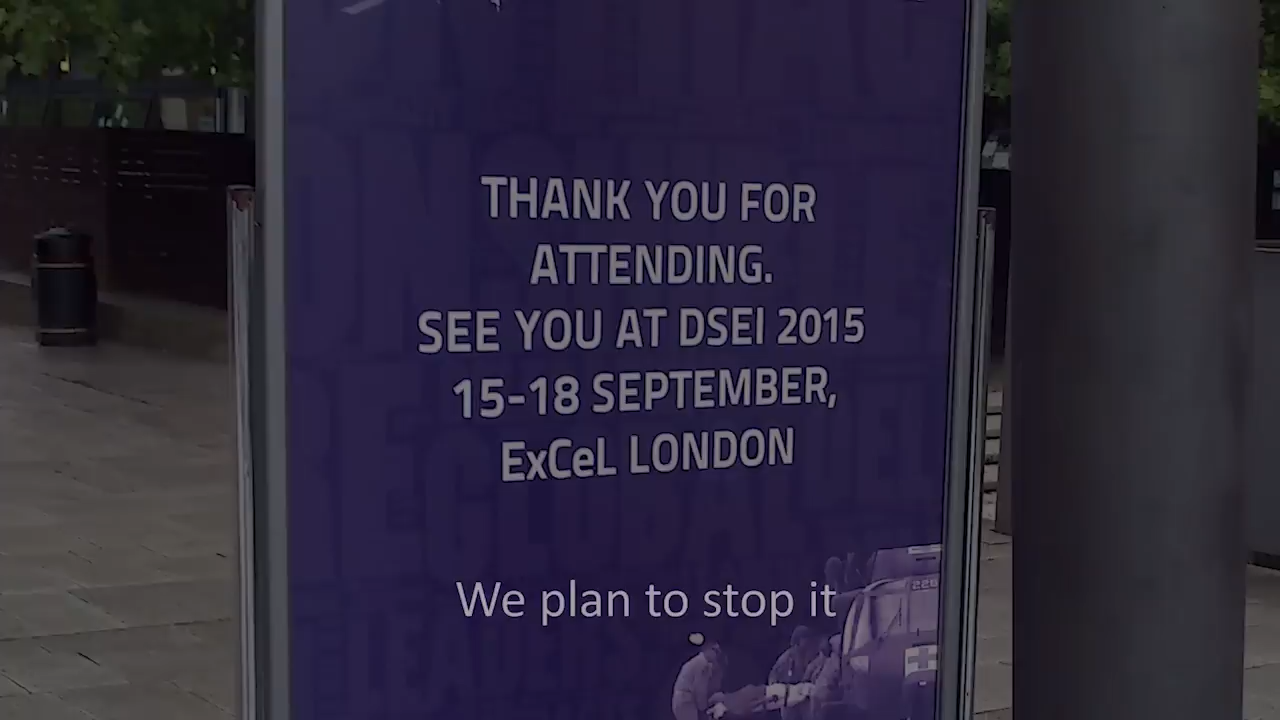 THANK YOU FOR
ATTENDING.
SEE YOU AT DSEI 2015
15-18 SEPTEMBER,
ExCeL LONDON
We plan to stop it